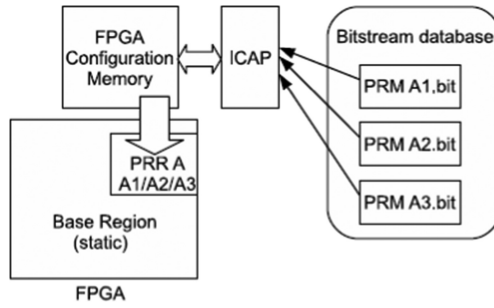 FPGA
Configuration
Memory
ICAP
Bitstream database
PRM A1.bit
PRM A2.bit
PRM A3.bit
PRR A
A1/A2/A3
Base Region
(static)
FPGA